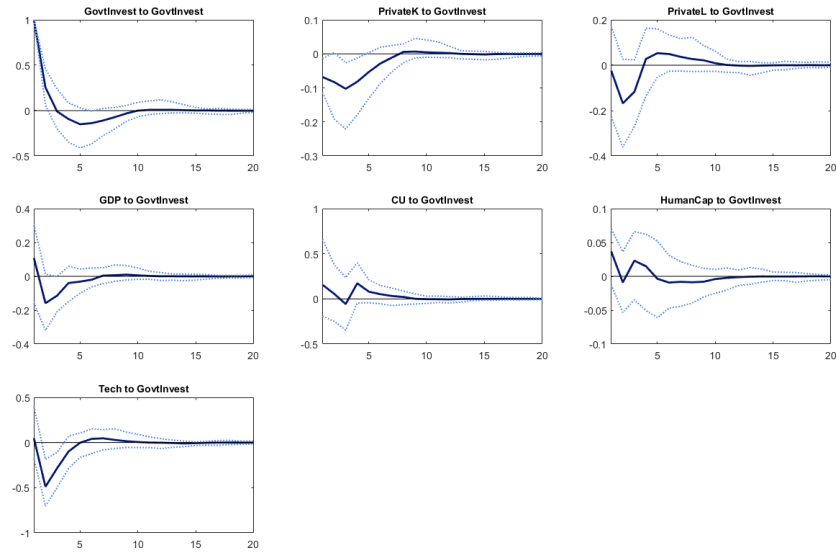 GovtInvest to GovtInvest
1
0.5
0
-0.5
5 10 15 20
PrivateK to GovtInvest
0.1
0
-0.1
-0.2
-0.3
5 10 15 20
PrivateL to GovtInvest
0.2
0
-0.2
-0.4
5 10 15 20
GDP to GovtInvest
0.4
0.2
0
-0.2
-0.4
5 10 15 20
CU to GovtInvest
1
0.5
0
-0.5
5 10 15 20
HumanCap to GovtInvest
0.1
0.05
0
-0.05
-0.1
5 10 15 20
Tech to GovtInvest
0.5
0
-0.5
-1
5 10 15 20